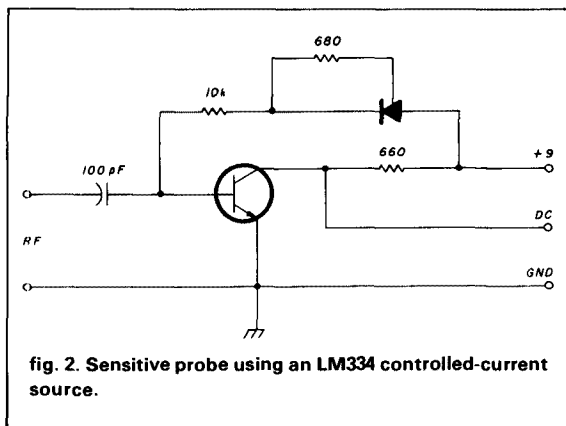 680
10k
100 pF
660
+9
DC
RF
GND
fig. 2. Sensitive probe using an LM334 controlled-current
source.